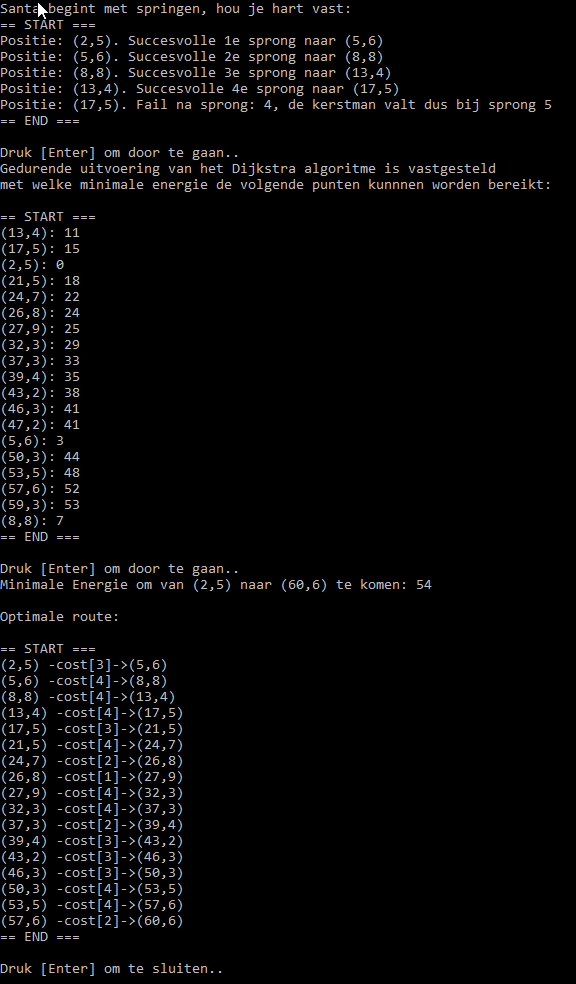 Santa begint met springen, hou je hart vast:
== START ===
Positie: (2,5). Succesvolle 1e sprong naar (5,6)
Positie: (5,6). Succesvolle 2e sprong naar (8,8)
Positie: (8,8). Succesvolle 3e sprong naar (13,4)
Positie: (13,4). Succesvolle 4e sprong naar (17,5)
Positie: (17,5). Fail na sprong: 4, de kerstman valt dus bij sprong 5
== END ===
Druk [Enter] om door te gaan..
Gedurende uitvoering van het Dijkstra algoritme is vastgesteld
met welke minimale energie de volgende punten kunnnen worden bereikt:
== START ===
(13,4): 11
(17,5): 15
(2,5): 0
(21,5): 18
(24,7): 22
(26,8): 24
(27,9): 25
(32,3): 29
(37,3): 33
(39,4): 35
(43,2): 38
(46,3): 41
(47,2): 41
(5,6): 3
(50,3): 44
(53,5): 48
(57,6): 52
(59,3): 53
(8,8): 7
== END ===
Druk [Enter] om door te gaan..
Minimale Energie om van (2,5) naar (60,6) te komen: 54
Optimale route:
== START ===
(2,5) -cost[3]->(5,6)
(5,6) -cost[4]->(8,8)
(8,8) -cost[4]->(13,4)
(13,4) -cost[4]->(17,5)
(17,5) -cost[3]->(21,5)
(21,5) -cost[4]->(24,7)
(24,7) -cost[2]->(26,8)
(26,8) -cost[1]->(27,9)
(27,9) -cost[4]->(32,3)
(32,3) -cost[4]->(37,3)
(37,3) -cost[2]->(39,4)
(39,4) -cost[3]->(43,2)
(43,2) -cost[3]->(46,3)
(46,3) -cost[3]->(50,3)
(50,3) -cost[4]->(53,5)
(53,5) -cost[4]->(57,6)
(57,6) -cost[2]->(60,6)
== END ===
Druk [Enter] om te sluiten..